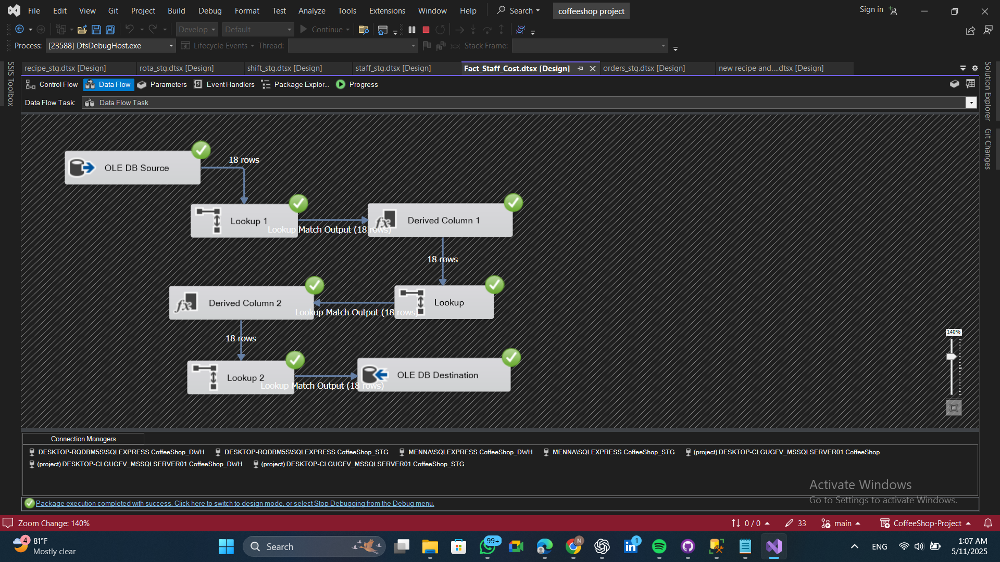 File Edit View Git Project Build Debug Format Test Analyze Tools Extensions Window Help Search coffeeshop project Sign in
Develop Default Continue
Process: [23588] DtsDebugHost.exe Lifecycle Events Thread: Stack Frame:
SSIS Toolbox
recipe_stg.dtsx [Design] rota_stg.dtsx [Design] shift_stg.dtsx [Design] staff_stg.dtsx [Design] Fact_Staff_Cost.dtsx [Design] orders_stg.dtsx [Design] new recipe and....dtsx [Design]
Control Flow Data Flow Parameters Event Handlers Package Explor... Progress
Data Flow Task: Data Flow Task
Solution Explorer
Git Changes
OLE DB Source
18 rows
Lookup 1
Lookup Match Output (18 rows)
Derived Column 1
18 rows
Derived Column 2
Lookup
Lookup Match Output (18 rows)
18 rows
Lookup 2
Lookup Match Output (18 rows)
OLE DB Destination
140%
Connection Managers
DESKTOP-RQDBM5S\SQLEXPRESS.CoffeeShop_DWH DESKTOP-RQDBM5S\SQLEXPRESS.CoffeeShop_STG MENNA\SQLEXPRESS.CoffeeShop_DWH MENNA\SQLEXPRESS.CoffeeShop_STG (project) DESKTOP-CLGUGFV_MSSQLSERVER01.CoffeeShop
(project) DESKTOP-CLGUGFV_MSSQLSERVER01.CoffeeShop_DWH (project) DESKTOP-CLGUGFV_MSSQLSERVER01.CoffeeShop_STG
Activate Windows
Go to Settings to activate Windows.
Package execution completed with success. Click here to switch to design mode, or select Stop Debugging from the Debug menu.
Zoom Change: 140% 0 / 0 33 main CoffeeShop-Project
4 81°F
Mostly clear
Search
99+
N
1
ENG
1:07 AM
5/11/2025